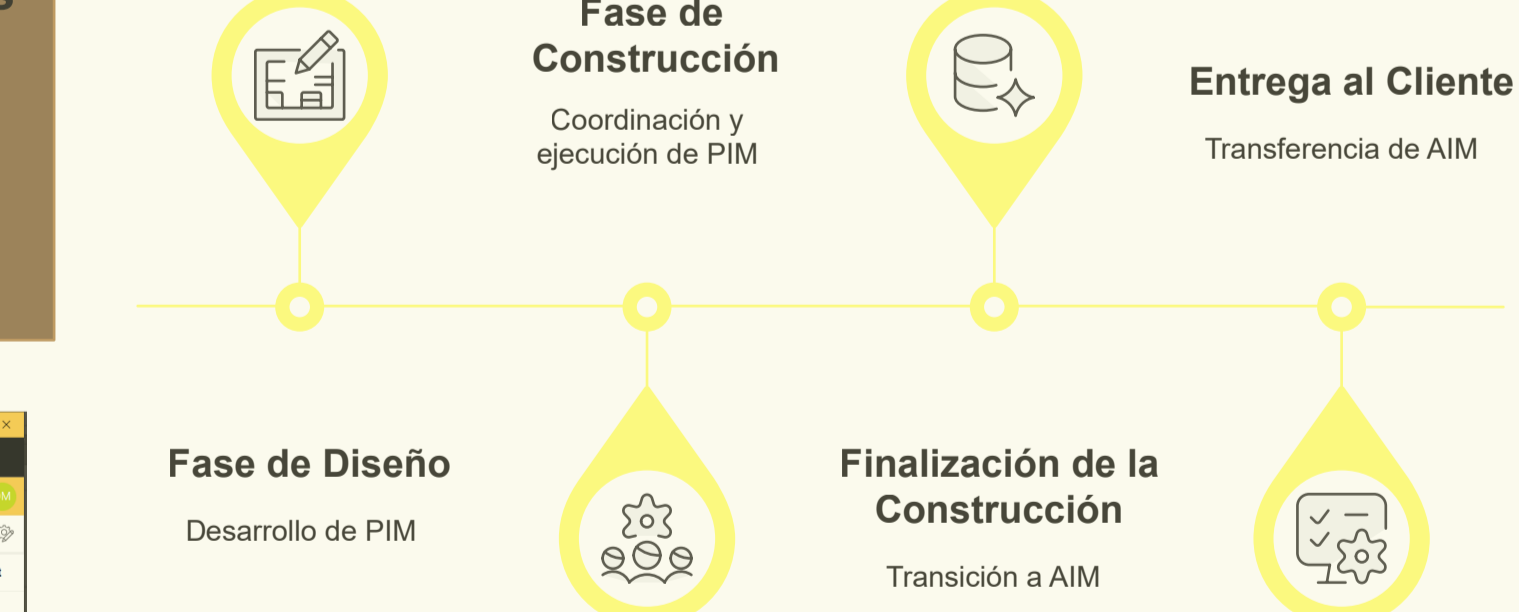 Fase de
Construcción
Coordinación y
ejecución de PIM
Entrega al Cliente
Transferencia de AIM
Fase de Diseño
Desarrollo de PIM
Finalización de la
Construcción
Transición a AIM